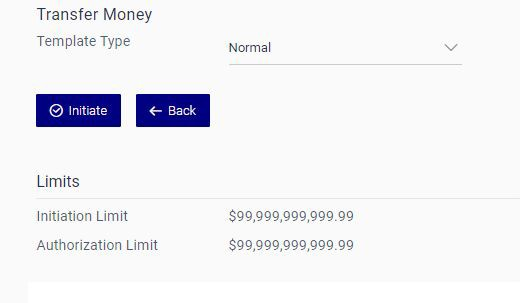 Transfer Money
Template Type Normal
Initiate Back
Limits
Initiation Limit $99,999,999,999.99
Authorization Limit $99,999,999,999.99